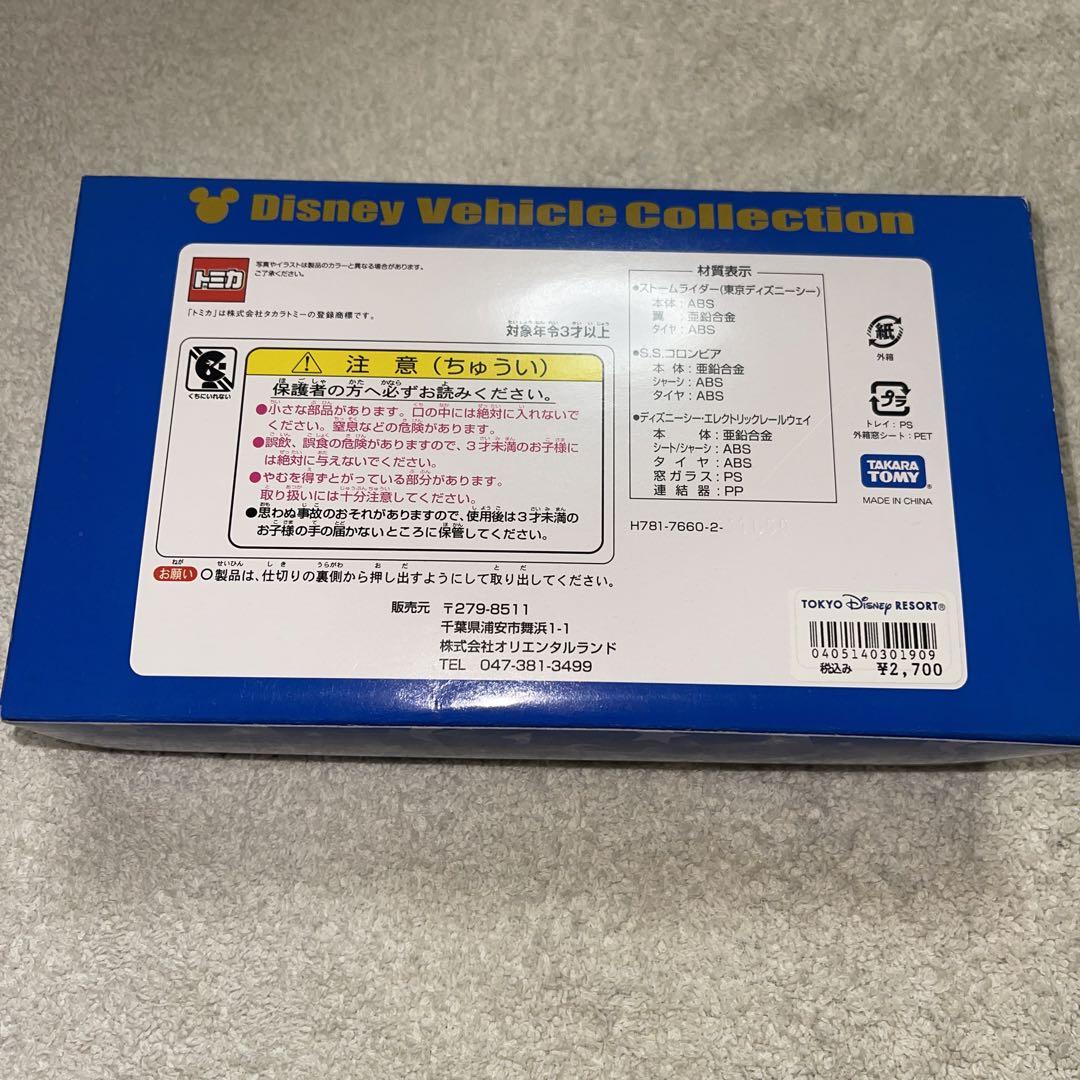 Disney Vehicle Collection
トミカ
写真やイラストは製品のカラーと異なる場合があります。
ご了承ください。
「トミカ」は株式会社タカラトミーの登録商標です。
対象年令3才以上
くちにいれない
注意(ちゅうい)
保護者の方へ必ずお読みください。
●小さな部品があります。口の中には絶対に入れないで
ください。窒息などの危険があります。
●誤飲、誤食の危険がありますので、3才未満のお子様に
は絶対に与えないでください。
●やむを得ずとがっている部分があります。
取り扱いには十分注意してください。
●思わぬ事故のおそれがありますので、使用後は3才未満の
お子様の手の届かないところに保管してください。
お願い ○製品は、仕切りの裏側から押し出すようにして取り出してください。
販売元 〒279-8511
千葉県浦安市舞浜1-1
株式会社オリエンタルランド
TEL 047-381-3499
材質表示
●ストームライダー(東京ディズニーシー)
本体:ABS
翼:亜鉛合金
タイヤ:ABS
●S.S.コロンビア
本体:亜鉛合金
シャーシ:ABS
タイヤ:ABS
●ディズニーシー・エレクトリックレールウェイ
本体:亜鉛合金
シート/シャーシ:ABS
タイヤ:ABS
窓ガラス:PS
連結器:PP
H781-7660-2-
紙
外箱
プラ
トレイ:PS
外箱窓シート:PET
TAKARA
TOMY
MADE IN CHINA
TOKYO Disney RESORT®
0405140301909
税込み ¥2,700